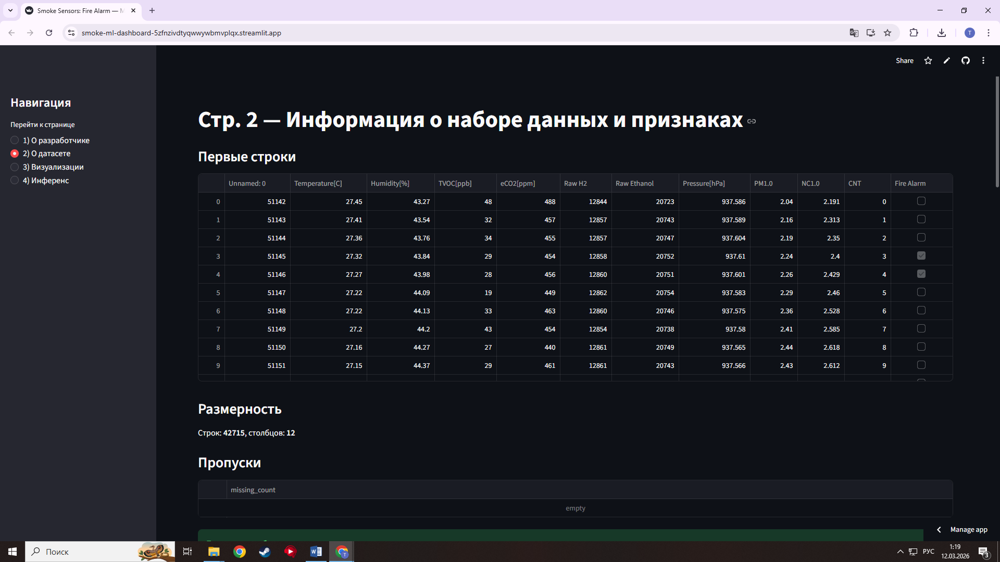 Smoke Sensors: Fire Alarm — M
smoke-ml-dashboard-5zfnzivdtyqwwywbmvplqx.streamlit.app
T
Share
Навигация
Перейти к странице
1) О разработчике
2) О датасете
3) Визуализации
4) Инференс
Стр. 2 — Информация о наборе данных и признаках
Первые строки
Unnamed: 0 Temperature[C] Humidity[%] TVOC[ppb] eCO2[ppm] Raw H2 Raw Ethanol Pressure[hPa] PM1.0 NC1.0 CNT Fire Alarm
0 51142 27.45 43.27 48 488 12844 20723 937.586 2.04 2.191 0
1 51143 27.41 43.54 32 457 12857 20743 937.589 2.16 2.313 1
2 51144 27.36 43.76 34 455 12857 20747 937.604 2.19 2.35 2
3 51145 27.32 43.84 29 454 12858 20752 937.61 2.24 2.4 3
4 51146 27.27 43.98 28 456 12860 20751 937.601 2.26 2.429 4
5 51147 27.22 44.09 19 449 12862 20754 937.583 2.29 2.46 5
6 51148 27.22 44.13 33 463 12860 20746 937.575 2.36 2.528 6
7 51149 27.2 44.2 43 454 12854 20738 937.58 2.41 2.585 7
8 51150 27.16 44.27 27 440 12861 20749 937.565 2.44 2.618 8
9 51151 27.15 44.37 29 461 12861 20743 937.566 2.43 2.612 9
Размерность
Строк: 42715, столбцов: 12
Пропуски
missing_count
empty
Manage app
Поиск
РУС
1:19
12.03.2026
3